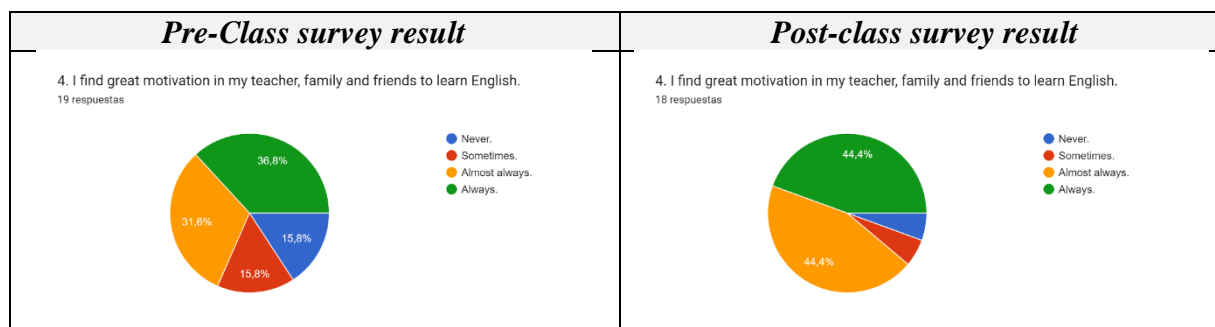 Pre-Class survey result
4. I find great motivation in my teacher, family and friends to learn English.
19 respuestas
Never.
Sometimes.
Almost always.
Always.
36,8%
31,6%
15,8%
15,8%
Post-class survey result
4. I find great motivation in my teacher, family and friends to learn English.
18 respuestas
Never.
Sometimes.
Almost always.
Always.
44,4%
44,4%